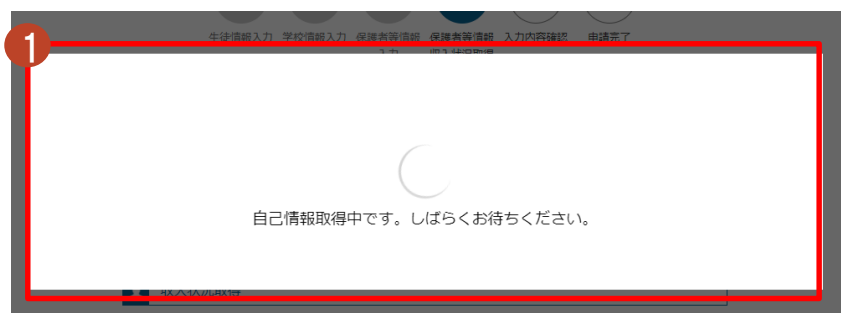 生徒情報入力 学校情報入力 保護者等情報 保護者等情報 入力内容確認 申請完了
入力 収入状況取得
1
自己情報取得中です。しばらくお待ちください。
収入状況取得